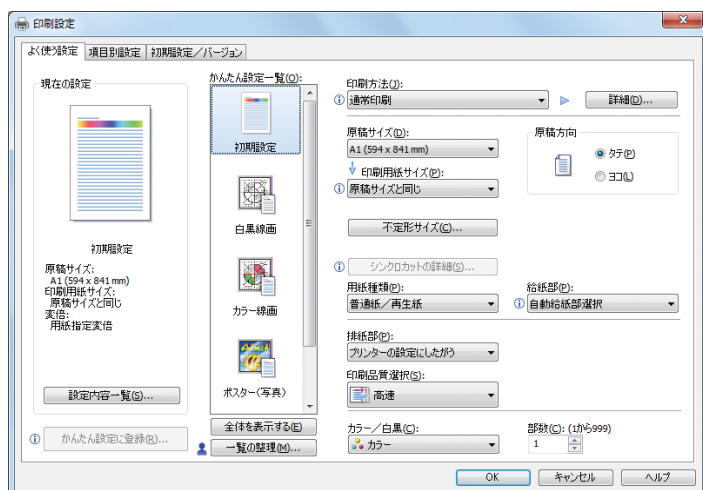 印刷設定
よく使う設定
項目別設定
初期設定／バージョン
現在の設定
初期設定
原稿サイズ:
A1 (594 x 841 mm)
印刷用紙サイズ:
原稿サイズと同じ
変倍:
用紙指定変倍
設定内容一覧(S)...
かんたん設定に登録(R)...
かんたん設定一覧(O):
初期設定
白黒線画
カラー線画
ポスター(写真)
全体を表示する(E)
一覧の整理(M)...
印刷方法(J):
通常印刷
詳細(D)...
原稿サイズ(D):
A1 (594 x 841 mm)
印刷用紙サイズ(P):
原稿サイズと同じ
原稿方向
タテ(P)
ヨコ(L)
不定形サイズ(C)...
シンクロカットの詳細(S)...
用紙種類(P):
普通紙／再生紙
給紙部(P):
自動給紙部選択
排紙部(P):
プリンターの設定にしたがう
印刷品質選択(S):
高速
カラー／白黒(C):
カラー
部数(C): (1から999)
1
OK
キャンセル
ヘルプ